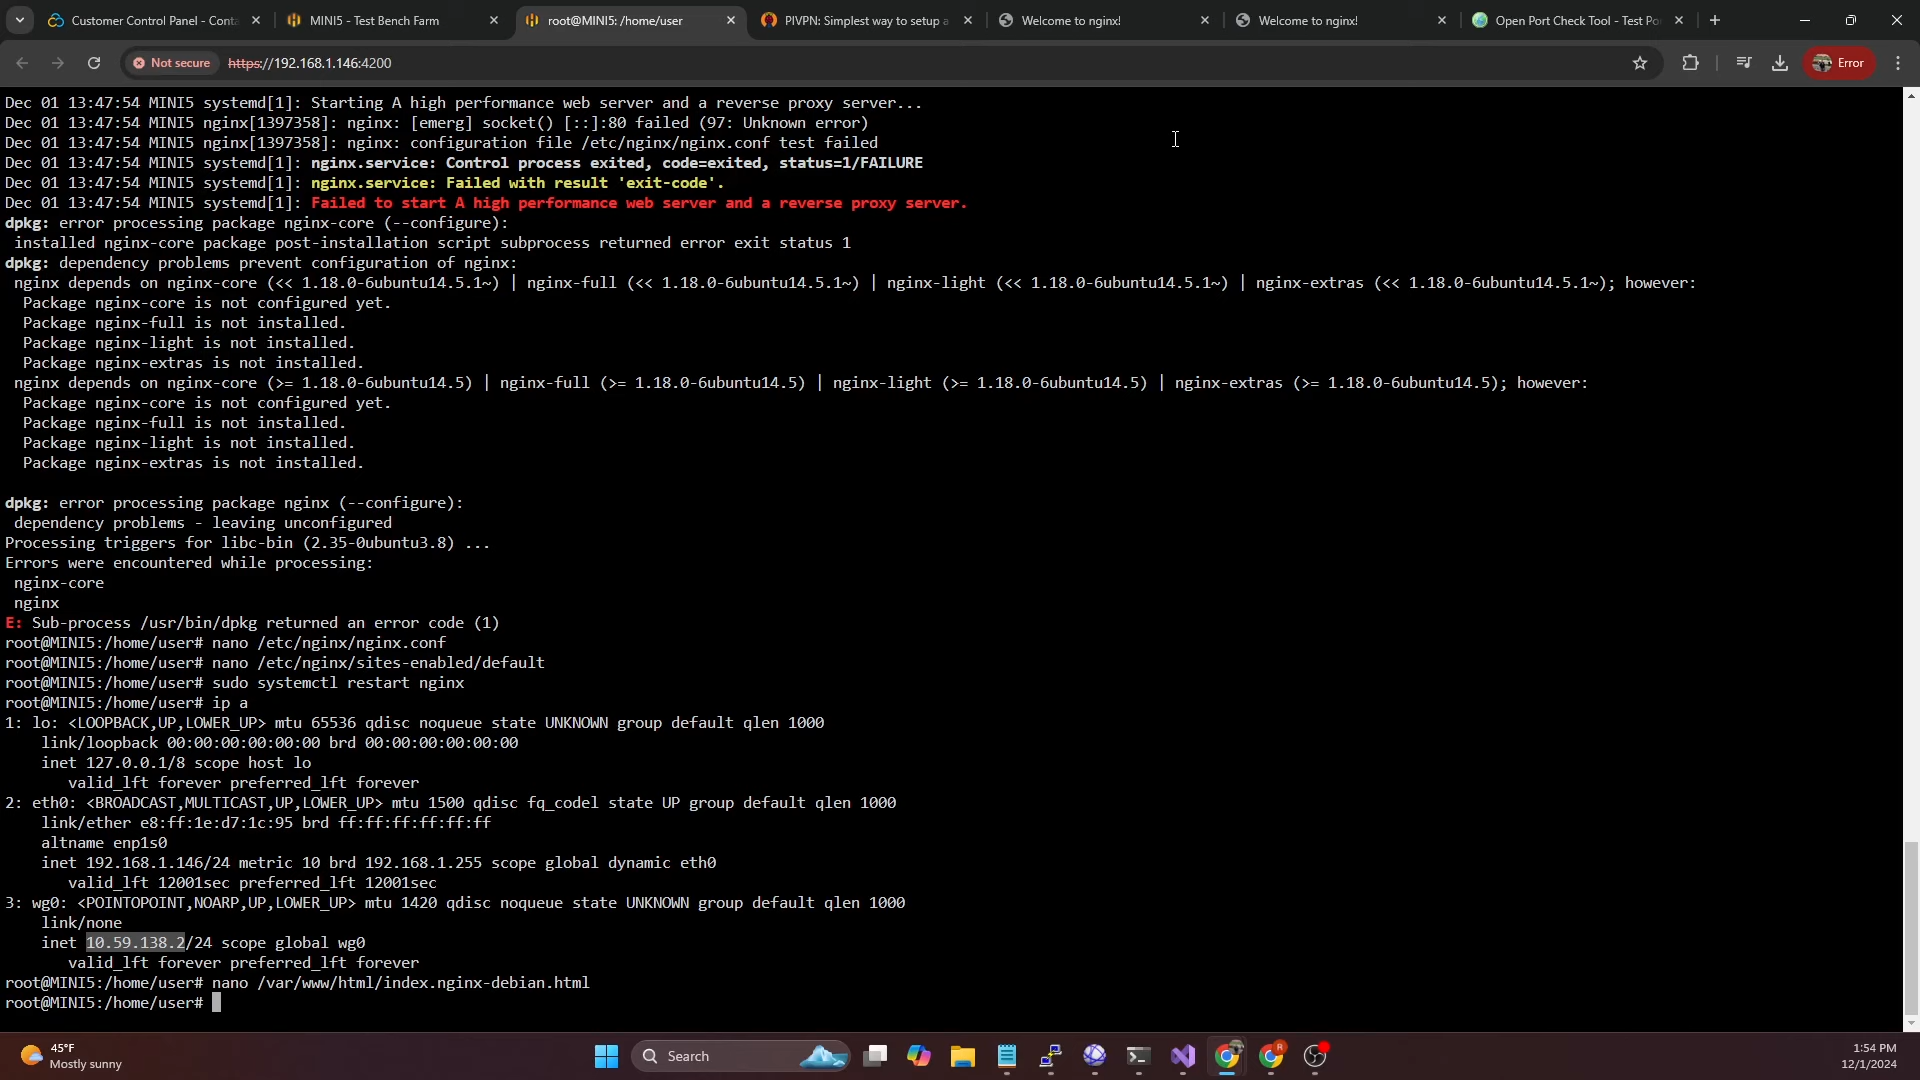 Customer Control Panel - Conta
MINI5 - Test Bench Farm
root@MINI5: /home/user
PIVPN: Simplest way to setup a
Welcome to nginx!
Welcome to nginx!
Open Port Check Tool - Test Po
Not secure
https://192.168.1.146:4200
Error
Dec 01 13:47:54 MINI5 systemd[1]: Starting A high performance web server and a reverse proxy server...
Dec 01 13:47:54 MINI5 nginx[1397358]: nginx: [emerg] socket() [::]:80 failed (97: Unknown error)
Dec 01 13:47:54 MINI5 nginx[1397358]: nginx: configuration file /etc/nginx/nginx.conf test failed
Dec 01 13:47:54 MINI5 systemd[1]: nginx.service: Control process exited, code=exited, status=1/FAILURE
Dec 01 13:47:54 MINI5 systemd[1]: nginx.service: Failed with result 'exit-code'.
Dec 01 13:47:54 MINI5 systemd[1]: Failed to start A high performance web server and a reverse proxy server.
dpkg: error processing package nginx-core (--configure):
installed nginx-core package post-installation script subprocess returned error exit status 1
dpkg: dependency problems prevent configuration of nginx:
nginx depends on nginx-core (<< 1.18.0-6ubuntu14.5.1~) | nginx-full (<< 1.18.0-6ubuntu14.5.1~) | nginx-light (<< 1.18.0-6ubuntu14.5.1~) | nginx-extras (<< 1.18.0-6ubuntu14.5.1~); however:
Package nginx-core is not configured yet.
Package nginx-full is not installed.
Package nginx-light is not installed.
Package nginx-extras is not installed.
nginx depends on nginx-core (>= 1.18.0-6ubuntu14.5) | nginx-full (>= 1.18.0-6ubuntu14.5) | nginx-light (>= 1.18.0-6ubuntu14.5) | nginx-extras (>= 1.18.0-6ubuntu14.5); however:
Package nginx-core is not configured yet.
Package nginx-full is not installed.
Package nginx-light is not installed.
Package nginx-extras is not installed.
dpkg: error processing package nginx (--configure):
dependency problems - leaving unconfigured
Processing triggers for libc-bin (2.35-0ubuntu3.8) ...
Errors were encountered while processing:
nginx-core
nginx
E: Sub-process /usr/bin/dpkg returned an error code (1)
root@MINI5:/home/user# nano /etc/nginx/nginx.conf
root@MINI5:/home/user# nano /etc/nginx/sites-enabled/default
root@MINI5:/home/user# sudo systemctl restart nginx
root@MINI5:/home/user# ip a
1: lo: <LOOPBACK,UP,LOWER_UP> mtu 65536 qdisc noqueue state UNKNOWN group default qlen 1000
link/loopback 00:00:00:00:00:00 brd 00:00:00:00:00:00
inet 127.0.0.1/8 scope host lo
valid_lft forever preferred_lft forever
2: eth0: <BROADCAST,MULTICAST,UP,LOWER_UP> mtu 1500 qdisc fq_codel state UP group default qlen 1000
link/ether e8:ff:1e:d7:1c:95 brd ff:ff:ff:ff:ff:ff
altname enp1s0
inet 192.168.1.146/24 metric 10 brd 192.168.1.255 scope global dynamic eth0
valid_lft 12001sec preferred_lft 12001sec
3: wg0: <POINTOPOINT,NOARP,UP,LOWER_UP> mtu 1420 qdisc noqueue state UNKNOWN group default qlen 1000
link/none
inet 10.59.138.2/24 scope global wg0
valid_lft forever preferred_lft forever
root@MINI5:/home/user# nano /var/www/html/index.nginx-debian.html
root@MINI5:/home/user#
45°F
Mostly sunny
Search
R
1:54 PM
12/1/2024